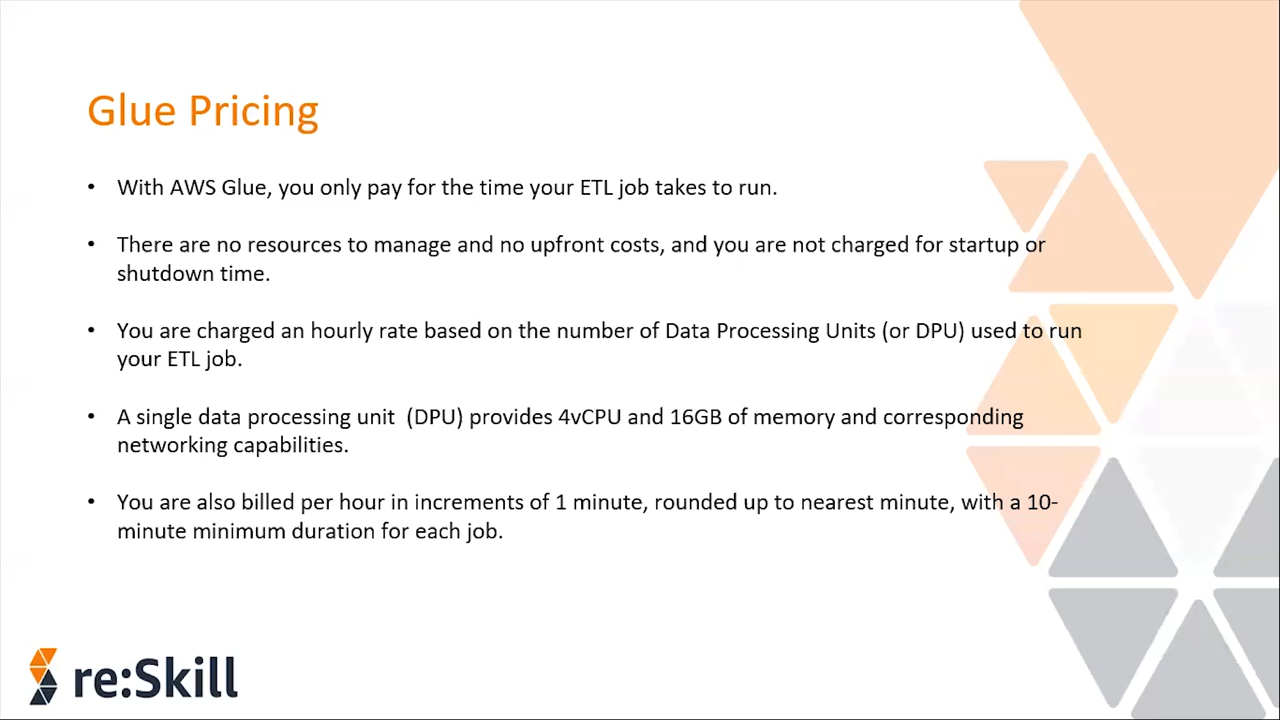 Glue Pricing
• With AWS Glue, you only pay for the time your ETL job takes to run.
• There are no resources to manage and no upfront costs, and you are not charged for startup or
shutdown time.
• You are charged an hourly rate based on the number of Data Processing Units (or DPU) used to run
your ETL job.
• A single data processing unit  (DPU) provides 4vCPU and 16GB of memory and corresponding
networking capabilities.
• You are also billed per hour in increments of 1 minute, rounded up to nearest minute, with a 10-
minute minimum duration for each job.
re:Skill